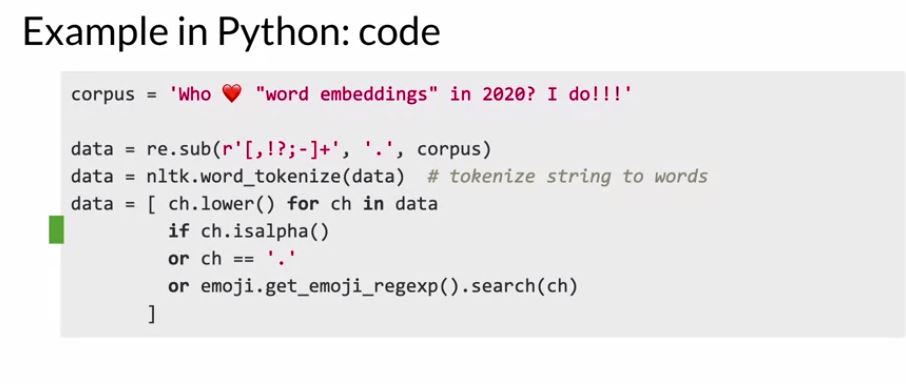 Example in Python: code
corpus = 'Who ❤️ "word embeddings" in 2020? I do!!!'
data = re.sub(r'[,!?;-]+', '.', corpus)
data = nltk.word_tokenize(data)  # tokenize string to words
data = [ ch.lower() for ch in data
if ch.isalpha()
or ch == '.'
or emoji.get_emoji_regexp().search(ch)
]